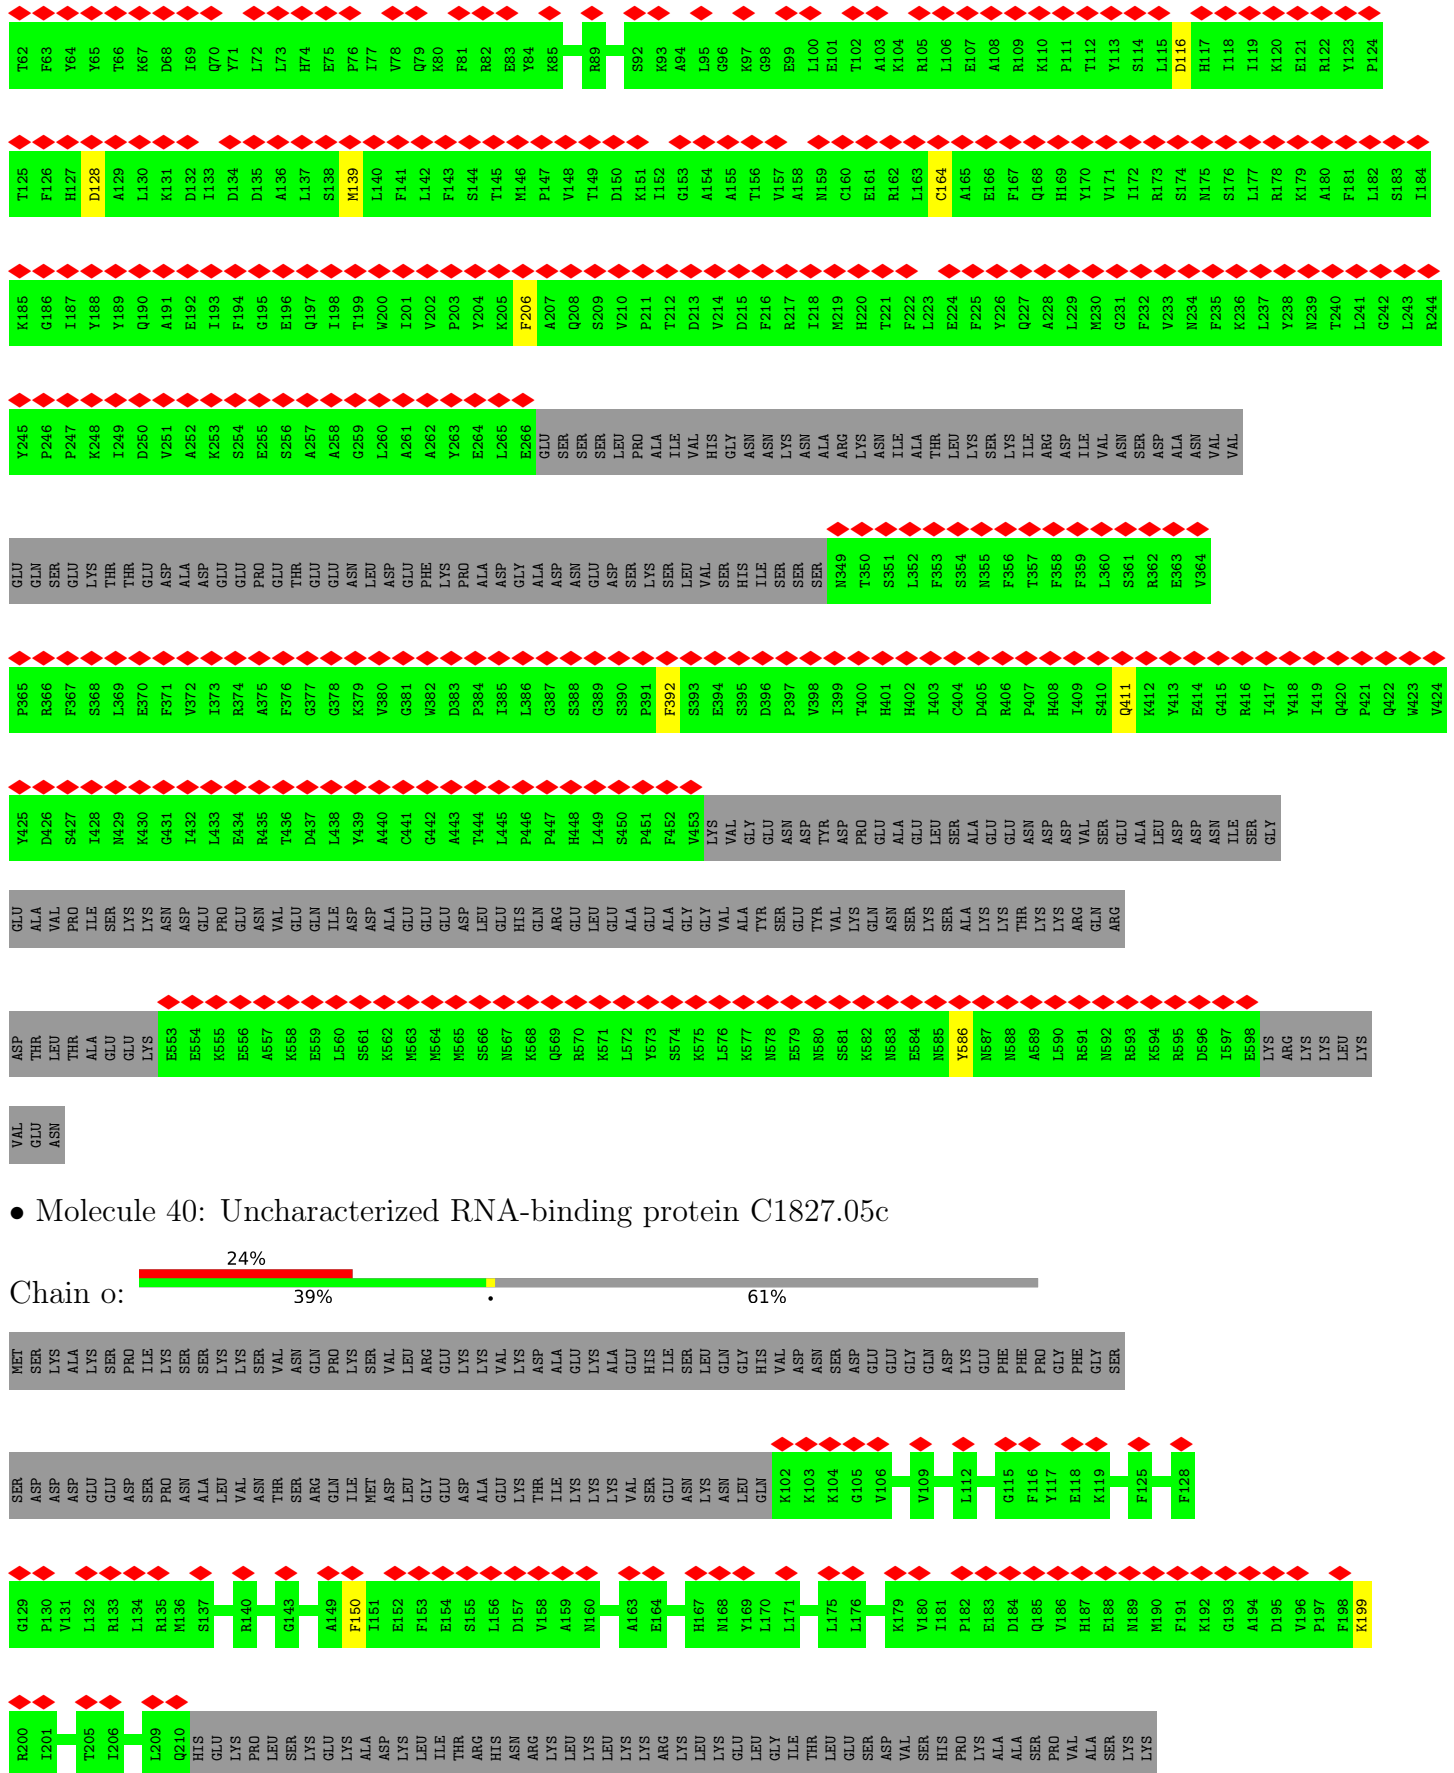 T62 F63 Y64 Y65 T66 K67 D68 I69 Q70 Y71 L72 L73 H74 E75 P76 I77 V78 Q79 K80 F81 R82 E83 Y84 K85 R89 S92 K93 A94 L95 G96 K97 G98 E99 L100 E101 T102 A103 K104 R105 L106 E107 A108 R109 K110 P111 T112 Y113 S114 L115 D116 H117 I118 I119 K120 E121 R122 Y123 P124
T125 F126 H127 D128 A129 L130 K131 D132 I133 D134 D135 A136 L137 S138 M139 L140 F141 L142 F143 S144 T145 M146 P147 V148 T149 D150 K151 I152 G153 A154 A155 T156 V157 A158 N159 C160 E161 R162 L163 C164 A165 E166 F167 Q168 H169 Y170 V171 I172 R173 S174 N175 S176 L177 R178 K179 A180 F181 L182 S183 I184
K185 G186 I187 Y188 Y189 Q190 A191 E192 I193 F194 G195 E196 Q197 I198 T199 W200 I201 V202 P203 Y204 K205 F206 A207 Q208 S209 V210 P211 T212 D213 V214 D215 F216 R217 I218 M219 H220 T221 F222 L223 E224 F225 Y226 Q227 A228 L229 M230 G231 F232 V233 N234 F235 K236 L237 Y238 N239 T240 L241 G242 L243 R244
Y245 P246 P247 K248 I249 D250 V251 A252 K253 S254 E255 S256 A257 A258 G259 L260 A261 A262 Y263 E264 L265 E266 GLU SER SER SER LEU PRO ALA ILE VAL HIS GLY ASN ASN LYS ASN ALA ARG LYS ASN ILE ALA THR LEU LYS SER LYS ILE ARG ASP ILE VAL ASN SER ASP ALA ASN VAL VAL
GLU GLN SER GLU LYS THR THR GLU ASP ALA ASP GLU GLU PRO GLU THR GLU GLU ASN LEU ASP GLU PHE LYS PRO ALA ASP GLY ALA ASP ASN GLU ASP SER LYS SER LEU VAL SER HIS ILE SER SER SER N349 T350 S351 L352 F353 S354 N355 F356 T357 F358 F359 L360 S361 R362 E363 V364
P365 R366 F367 S368 L369 E370 F371 V372 I373 R374 A375 F376 G377 G378 K379 V380 G381 W382 D383 P384 I385 L386 G387 S388 G389 S390 P391 F392 S393 E394 S395 D396 P397 V398 I399 T400 H401 H402 I403 C404 D405 R406 P407 H408 I409 S410 Q411 K412 Y413 E414 G415 R416 I417 Y418 I419 Q420 P421 Q422 W423 V424
Y425 D426 S427 I428 N429 K430 G431 I432 L433 E434 R435 T436 D437 L438 Y439 A440 C441 G442 A443 T444 L445 P446 P447 H448 L449 S450 P451 F452 V453 LYS VAL GLY GLU ASN ASP TYR ASP PRO GLU ALA GLU LEU SER ALA GLU GLU ASN ASP ASP VAL SER GLU ALA LEU ASP ASP ASN ILE SER GLY
GLU ALA VAL PRO ILE SER LYS LYS ASN ASP GLU PRO GLU ASN VAL GLU GLN ILE ASP ASP ALA GLU GLU GLU ASP LEU GLU HIS GLN ARG GLU LEU GLU ALA GLU ALA GLY GLY VAL ALA TYR SER GLU TYR VAL LYS GLN ASN SER LYS SER ALA LYS LYS THR LYS LYS ARG GLN ARG
ASP THR LEU THR ALA GLU GLU LYS E553 E554 K555 E556 A557 K558 E559 L560 S561 K562 M563 M564 M565 S566 N567 K568 Q569 R570 K571 L572 Y573 S574 K575 L576 K577 N578 E579 N580 S581 K582 N583 E584 N585 Y586 N587 N588 A589 L590 R591 N592 R593 K594 R595 D596 I597 E598 LYS ARG LYS LYS LEU LYS
VAL GLU ASN
• Molecule 40: Uncharacterized RNA-binding protein C1827.05c
24%
Chain o:
39% • 61%
MET SER LYS ALA LYS SER PRO ILE LYS SER SER LYS LYS SER VAL ASN GLN PRO LYS SER VAL LEU ARG GLU LYS LYS VAL LYS ASP ALA GLU LYS ALA GLU HIS ILE SER LEU GLN GLY HIS VAL ASP ASN SER ASP GLU GLU GLY GLN ASP LYS GLU PHE PHE PRO GLY PHE GLY SER
SER ASP ASP ASP GLU GLU ASP SER PRO ASN ALA LEU VAL ASN THR SER ARG GLN ILE MET ASP LEU GLY GLU ASP ALA GLU LYS THR ILE LYS LYS LYS VAL SER GLU ASN LYS ASN LEU GLN K102 K103 K104 G105 V106 V109 L112 G115 F116 Y117 E118 K119 F125 F128
G129 P130 V131 L132 R133 L134 R135 M136 S137 R140 G143 A149 F150 I151 E152 F153 E154 S155 L156 D157 V158 A159 N160 A163 E164 H167 N168 Y169 L170 L171 L175 L176 K179 V180 I181 P182 E183 D184 Q185 V186 H187 E188 N189 M190 F191 K192 G193 A194 D195 V196 P197 F198 K199
R200 I201 T205 I206 L209 Q210 HIS GLU LYS PRO LEU SER LYS GLU LYS ALA ASP LYS LEU ILE THR ARG HIS ASN ARG LYS LEU LYS LEU LYS LYS ARG LYS LEU LYS GLU LEU GLY ILE THR LEU GLU SER ASP VAL SER HIS PRO LYS ALA ALA SER PRO VAL ALA SER LYS LYS